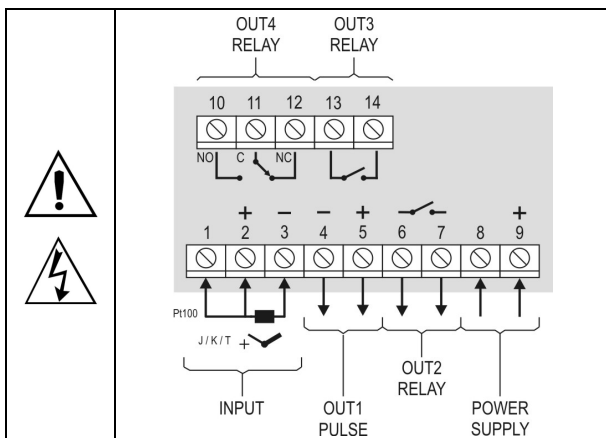 OUT4 OUT3
RELAY RELAY
10 11 12 13 14
NO C NC
+ − − + +
1 2 3 4 5 6 7 8 9
Pt100
J / K / T +
INPUT
OUT1
PULSE
OUT2
RELAY
POWER
SUPPLY